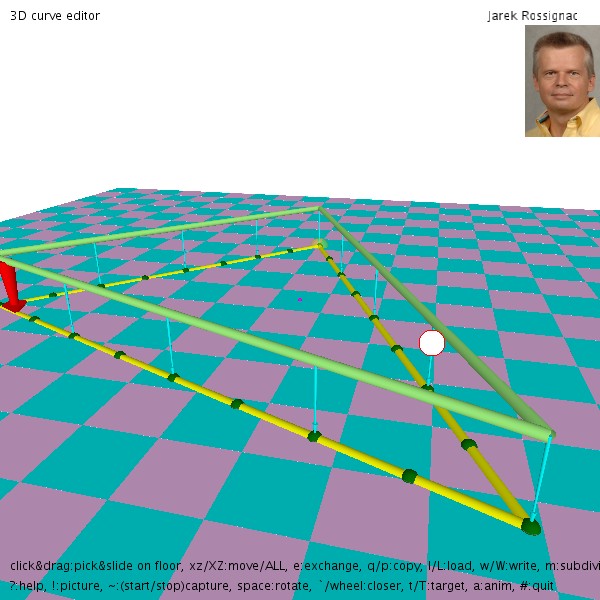 3D curve editor
Jarek Rossignac
click&drag:pick&slide on floor, xz/XZ:move/ALL, e:exchange, q/p:copy, l/L:load, w/W:write, m:subdivi
?:help, !:picture, ~:(start/stop)capture, space:rotate, `/wheel:closer, t/T:target, a:anim, #:quit